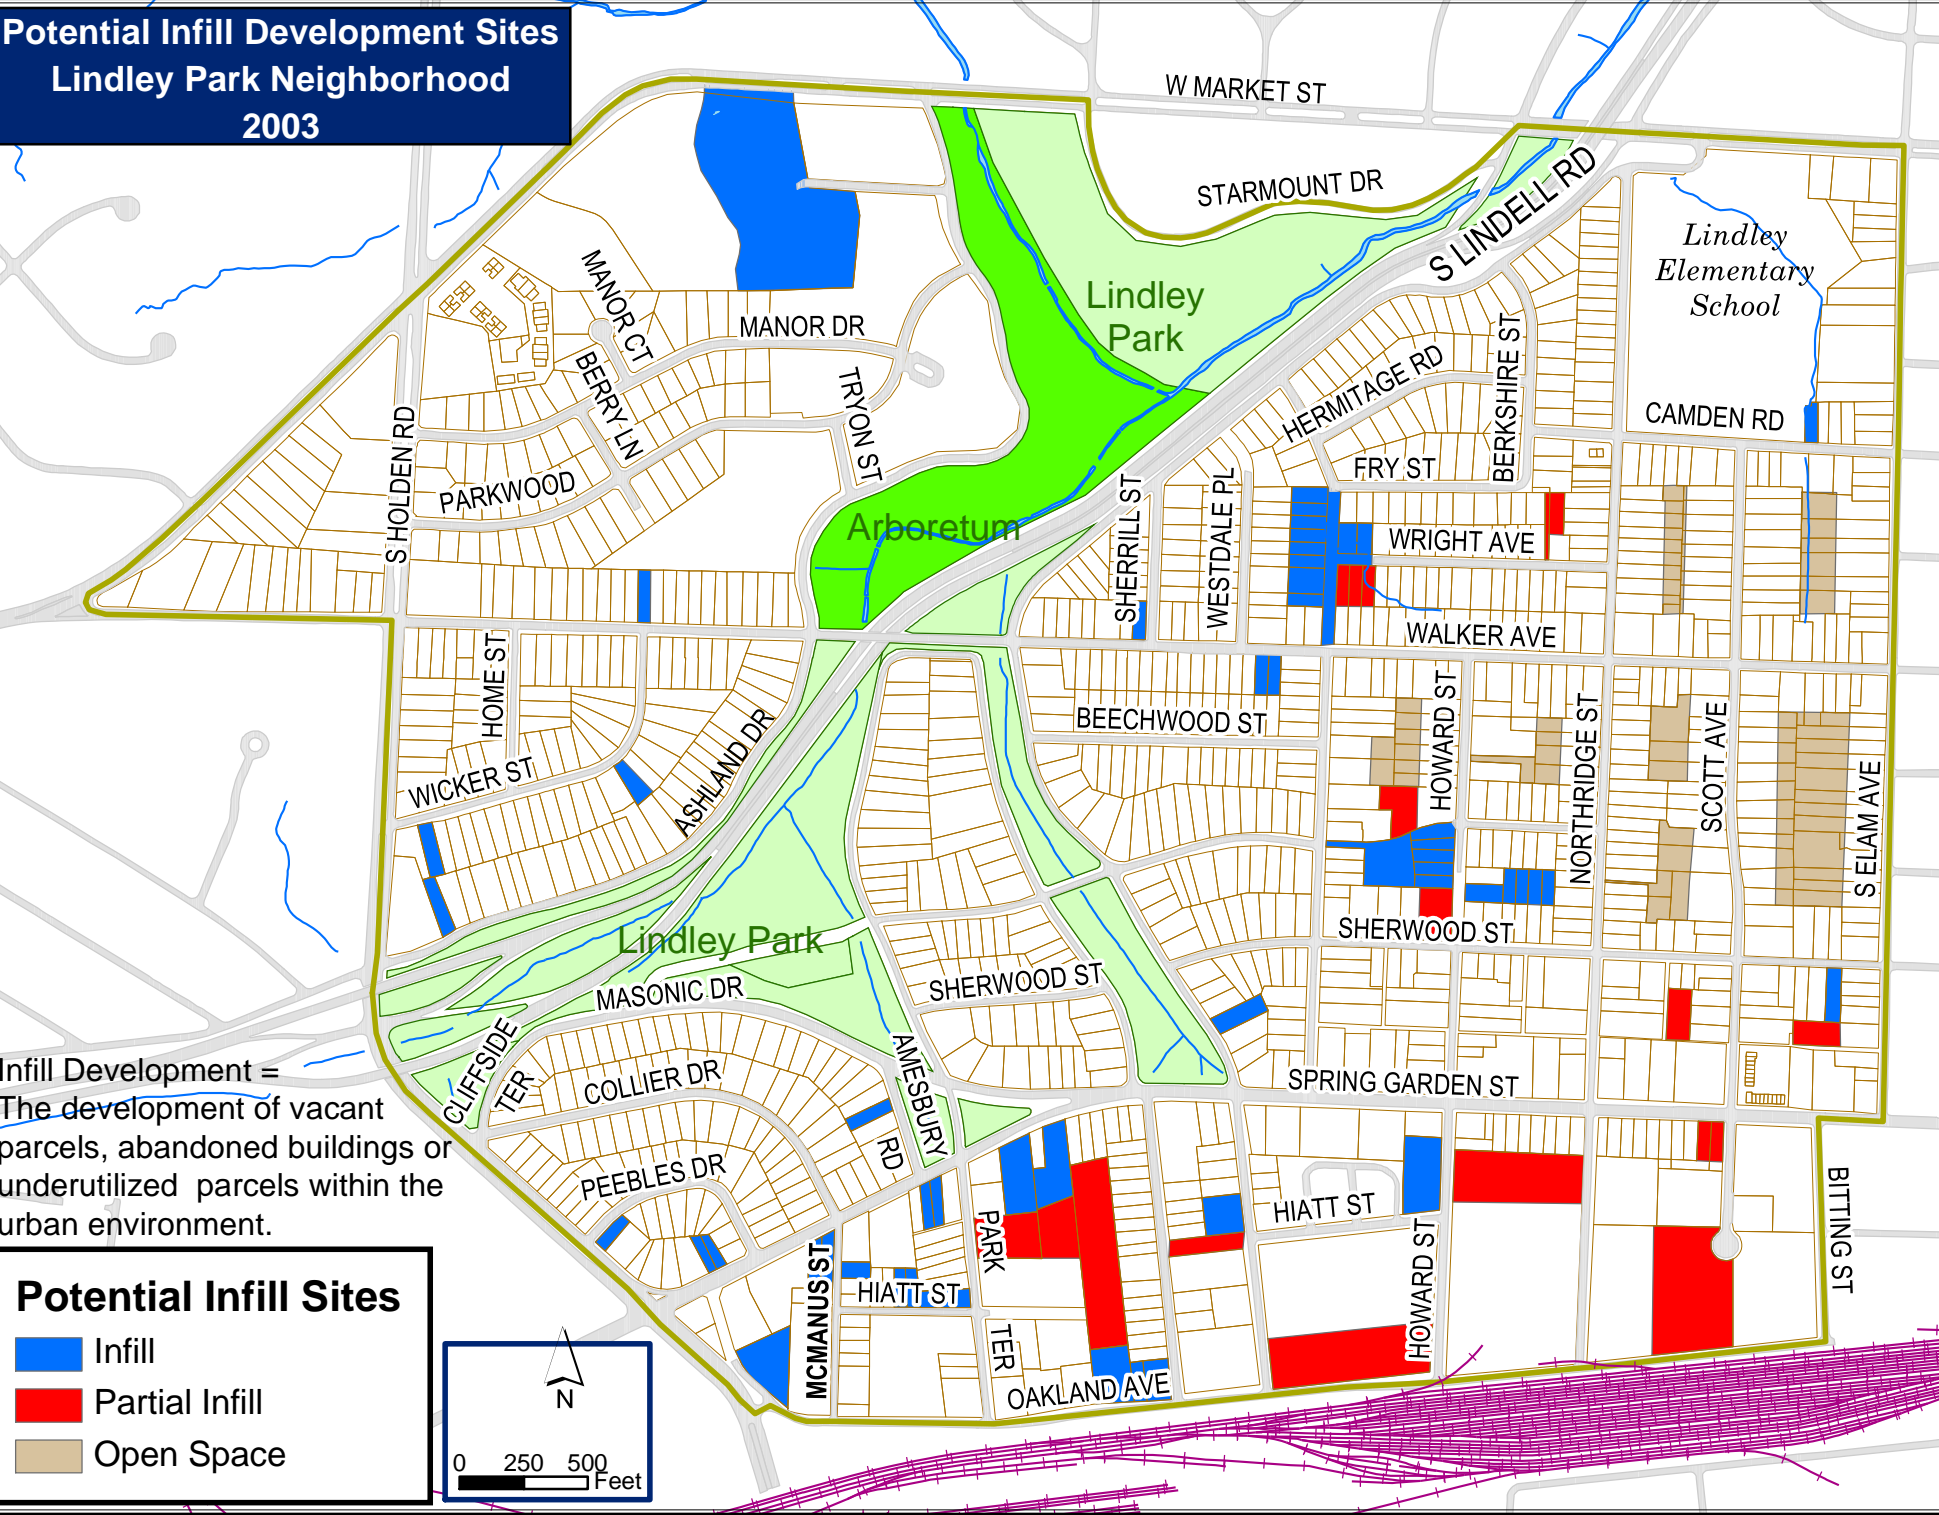 Potential Infill Development Sites
Lindley Park Neighborhood
2003
W MARKET ST
STARMOUNT DR
S LINDELL RD
Lindley
Elementary
School
Lindley
Park
MANOR CT
MANOR DR
BERRY LN
TRYON ST
HERMITAGE RD
BERKSHIRE ST
CAMDEN RD
S HOLDEN RD
PARKWOOD
FRY ST
Arboretum
SHERRILL ST
WESTDALE PL
WRIGHT AVE
WALKER AVE
HOME ST
BEECHWOOD ST
HOWARD ST
NORTHRIDGE ST
SCOTT AVE
S ELAM AVE
WICKER ST
ASHLAND DR
Lindley Park
SHERWOOD ST
SHERWOOD ST
MASONIC DR
CLIFFSIDE
TER
COLLIER DR
AMESBURY
RD
SPRING GARDEN ST
PEEBLES DR
PARK
TER
HIATT ST
HOWARD ST
BITTING ST
MCMANUS ST
HIATT ST
OAKLAND AVE
Infill Development =
The development of vacant
parcels, abandoned buildings or
underutilized parcels within the
urban environment.
Potential Infill Sites
Infill
Partial Infill
Open Space
N
0 250 500
Feet